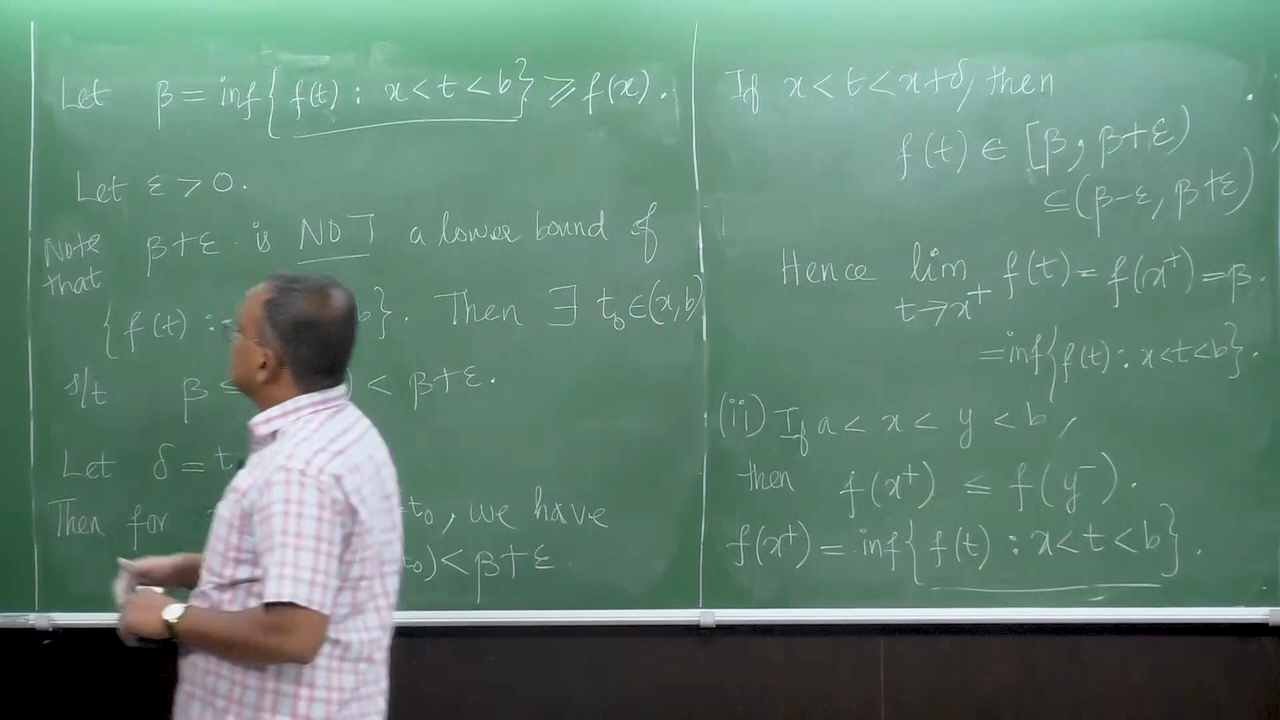 Let β = inf{f(t) : x<t<b} ⩾ f(x).
Let ε > 0.
Note that β+ε is NOT a lower bound of
{f(t) : b}. Then ∃ t₀∈(x,b)
s/t β ≤ ) < β+ε.
Let δ = t
Then for t₀, we have
t₀) < β+ε.
If x<t<x+δ, then
f(t) ∈ [β, β+ε)
⊆ (β-ε, β+ε)
Hence lim t→x⁺ f(t) = f(x⁺) = β.
= inf{f(t) : x<t<b}.
(ii) If a < x < y < b,
then f(x⁺) ≤ f(y⁻).
f(x⁺) = inf{f(t) : x<t<b}.